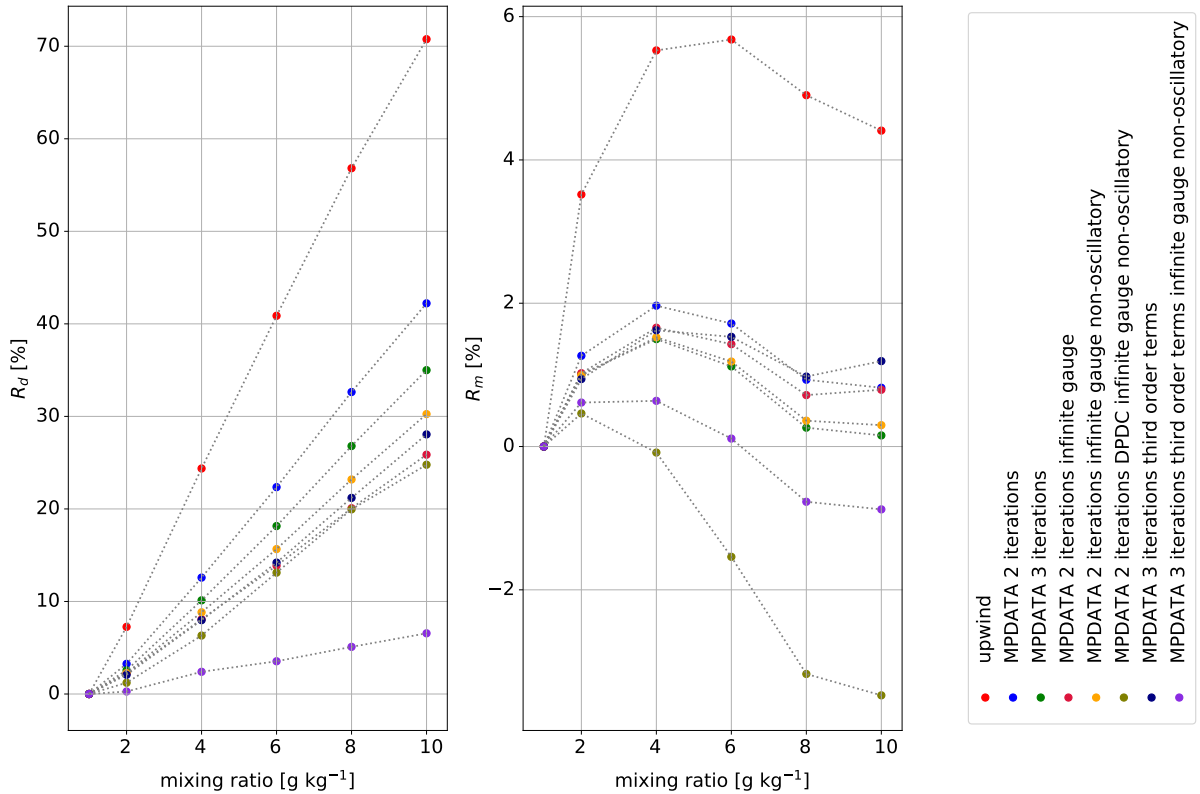 70
60
50
40
30
20
10
0
R_d [%]
2
4
6
8
10
mixing ratio [g kg⁻¹]
6
4
2
0
−2
R_m [%]
2
4
6
8
10
mixing ratio [g kg⁻¹]
upwind
MPDATA 2 iterations
MPDATA 3 iterations
MPDATA 2 iterations infinite gauge
MPDATA 2 iterations infinite gauge non-oscillatory
MPDATA 2 iterations DPDC infinite gauge non-oscillatory
MPDATA 3 iterations third order terms
MPDATA 3 iterations third order terms infinite gauge non-oscillatory